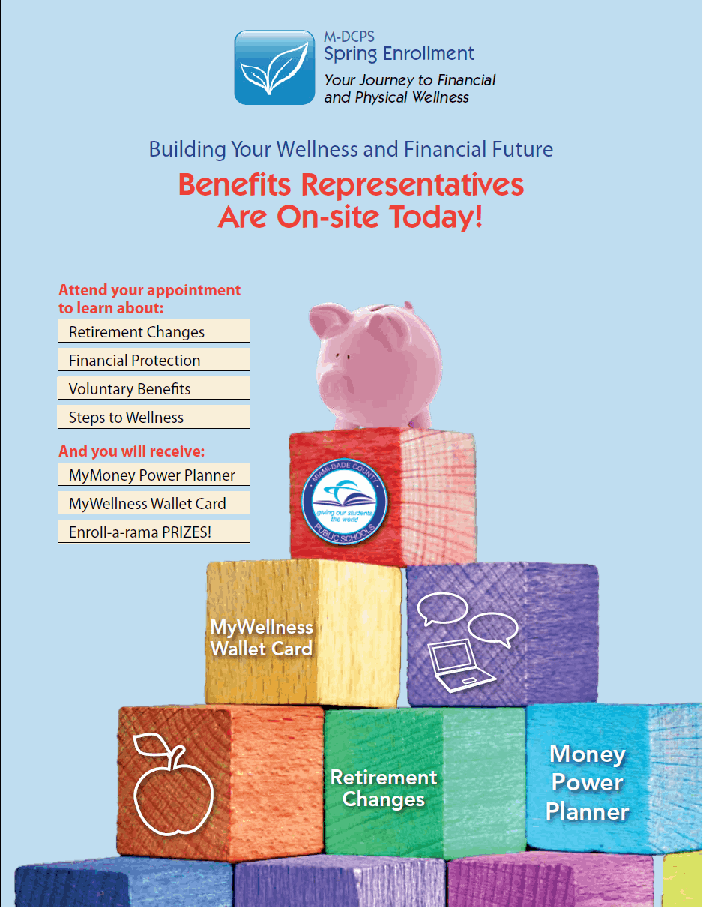 M-DCPS
Spring Enrollment
Your Journey to Financial
and Physical Wellness
Building Your Wellness and Financial Future
Benefits Representatives
Are On-site Today!
Attend your appointment
to learn about:
Retirement Changes
Financial Protection
Voluntary Benefits
Steps to Wellness
And you will receive:
MyMoney Power Planner
MyWellness Wallet Card
Enroll-a-rama PRIZES!
MIAMI-DADE COUNTY
giving our students
the world
PUBLIC SCHOOLS
MyWellness
Wallet Card
Retirement
Changes
Money
Power
Planner